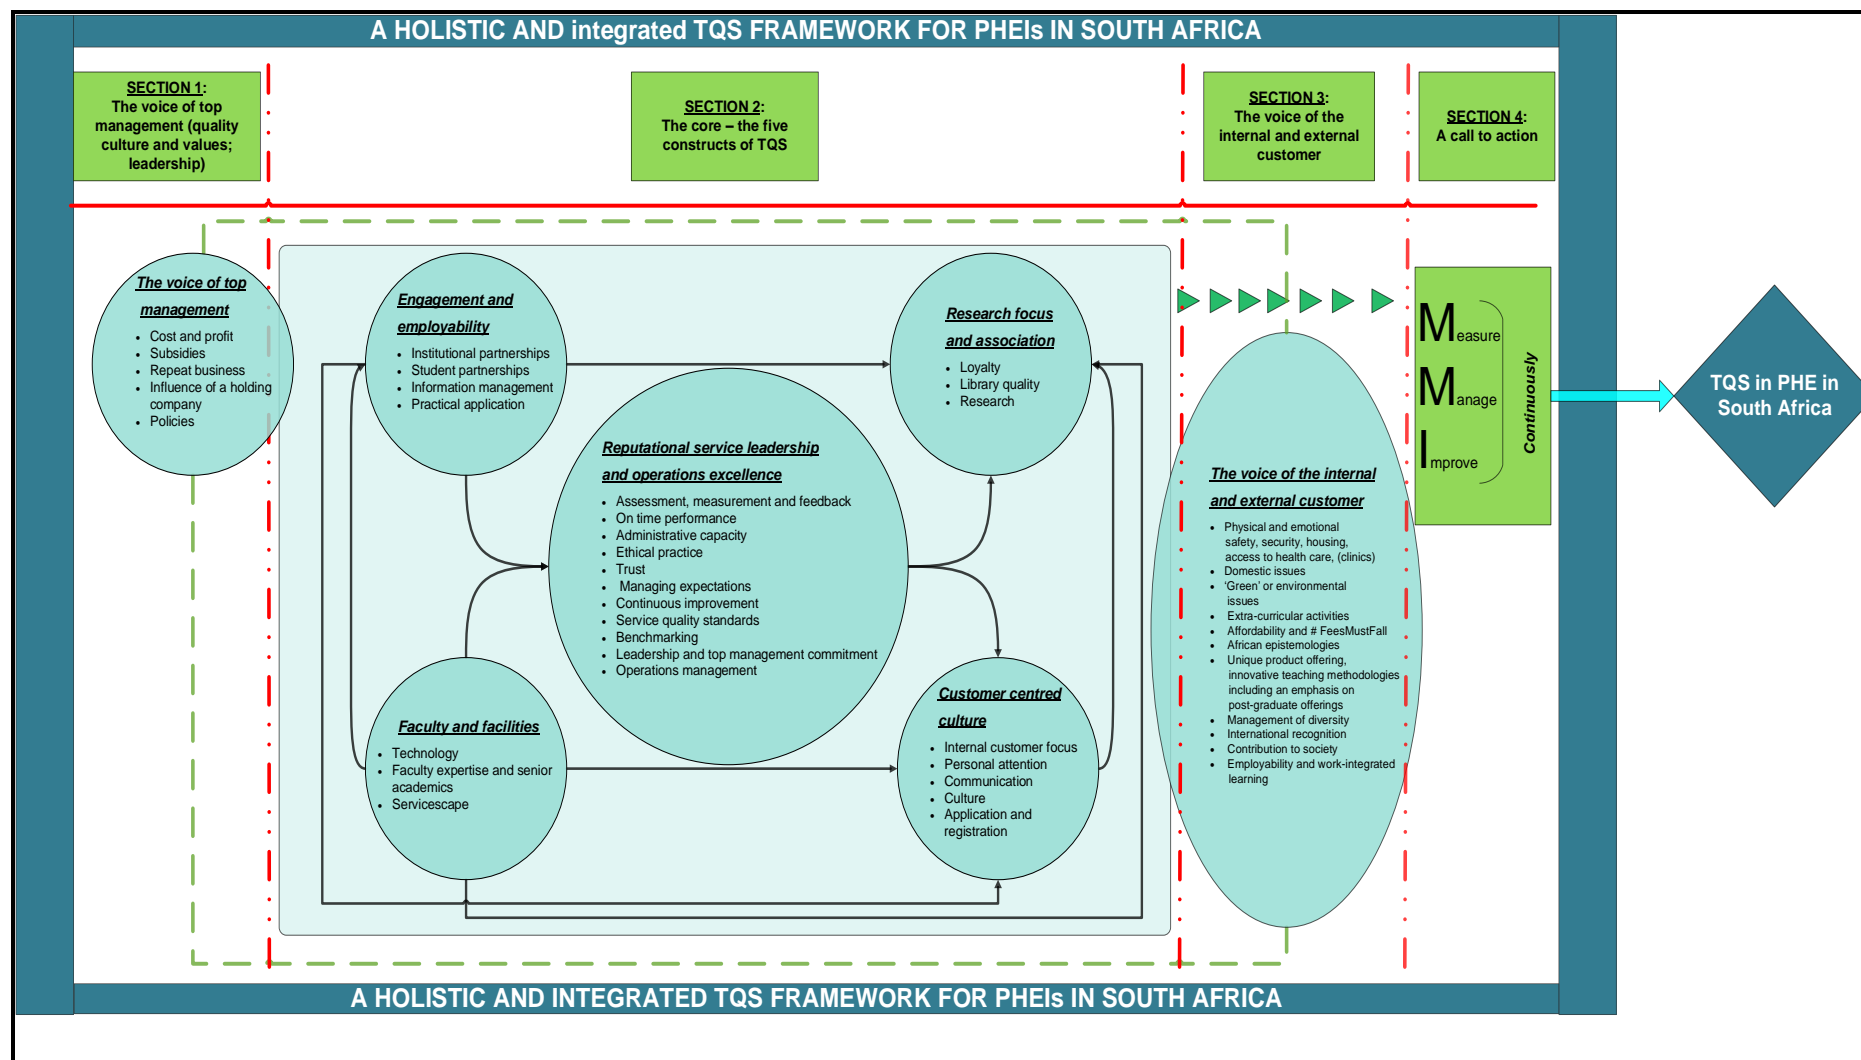 A HOLISTIC AND integrated TQS FRAMEWORK FOR PHEIs IN SOUTH AFRICA
SECTION 1:
The voice of top
management (quality
culture and values;
leadership)
SECTION 2:
The core – the five
constructs of TQS
SECTION 3:
The voice of the
internal and external
customer
SECTION 4:
A call to action
The voice of top
management
• Cost and profit
• Subsidies
• Repeat business
• Influence of a holding
company
• Policies
Engagement and
employability
• Institutional partnerships
• Student partnerships
• Information management
• Practical application
Research focus
and association
• Loyalty
• Library quality
• Research
Reputational service leadership
and operations excellence
• Assessment, measurement and feedback
• On time performance
• Administrative capacity
• Ethical practice
• Trust
• Managing expectations
• Continuous improvement
• Service quality standards
• Benchmarking
• Leadership and top management commitment
• Operations management
Faculty and facilities
• Technology
• Faculty expertise and senior
academics
• Servicescape
Customer centred
culture
• Internal customer focus
• Personal attention
• Communication
• Culture
• Application and
registration
The voice of the internal
and external customer
• Physical and emotional
safety, security, housing,
access to health care, (clinics)
• Domestic issues
• ‘Green’ or environmental
issues
• Extra-curricular activities
• Affordability and # FeesMustFall
• African epistemologies
• Unique product offering,
innovative teaching methodologies
including an emphasis on
post-graduate offerings
• Management of diversity
• International recognition
• Contribution to society
• Employability and work-integrated
learning
Measure
Manage
Improve
Continuously
TQS in PHE in
South Africa
A HOLISTIC AND INTEGRATED TQS FRAMEWORK FOR PHEIs IN SOUTH AFRICA